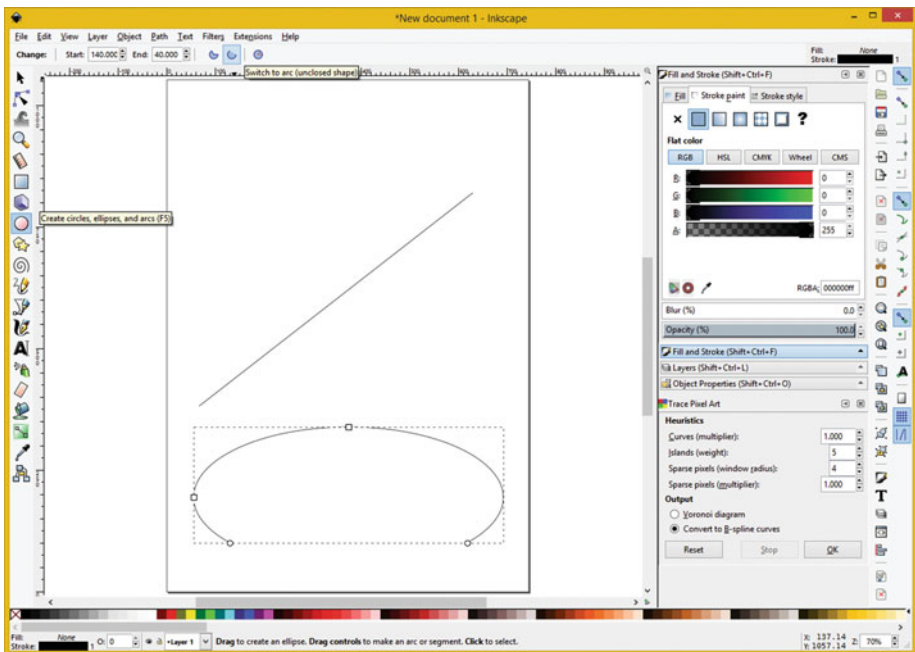 *New document 1 - Inkscape
File Edit View Layer Object Path Text Filters Extensions Help
Change: Start: 140.000 End: 40.000
Fill: None
Stroke: 1
Switch to arc (unclosed shape)
Create circles, ellipses, and arcs (F5)
Fill and Stroke (Shift+Ctrl+F)
Fill Stroke paint Stroke style
?
Flat color
RGB HSL CMYK Wheel CMS
R: 0
G: 0
B: 0
A: 255
RGBA: 000000ff
Blur (%) 0.0
Opacity (%) 100.0
Fill and Stroke (Shift+Ctrl+F)
Layers (Shift+Ctrl+L)
Object Properties (Shift+Ctrl+O)
Trace Pixel Art
Heuristics
Curves (multiplier): 1.000
Islands (weight): 5
Sparse pixels (window radius): 4
Sparse pixels (multiplier): 1.000
Output
Voronoi diagram
Convert to B-spline curves
Reset Stop OK
Fill: None
Stroke: 1 O: 0 •Layer 1 Drag to create an ellipse. Drag controls to make an arc or segment. Click to select.
X: 137.14
Y: 1057.14
Z: 70%